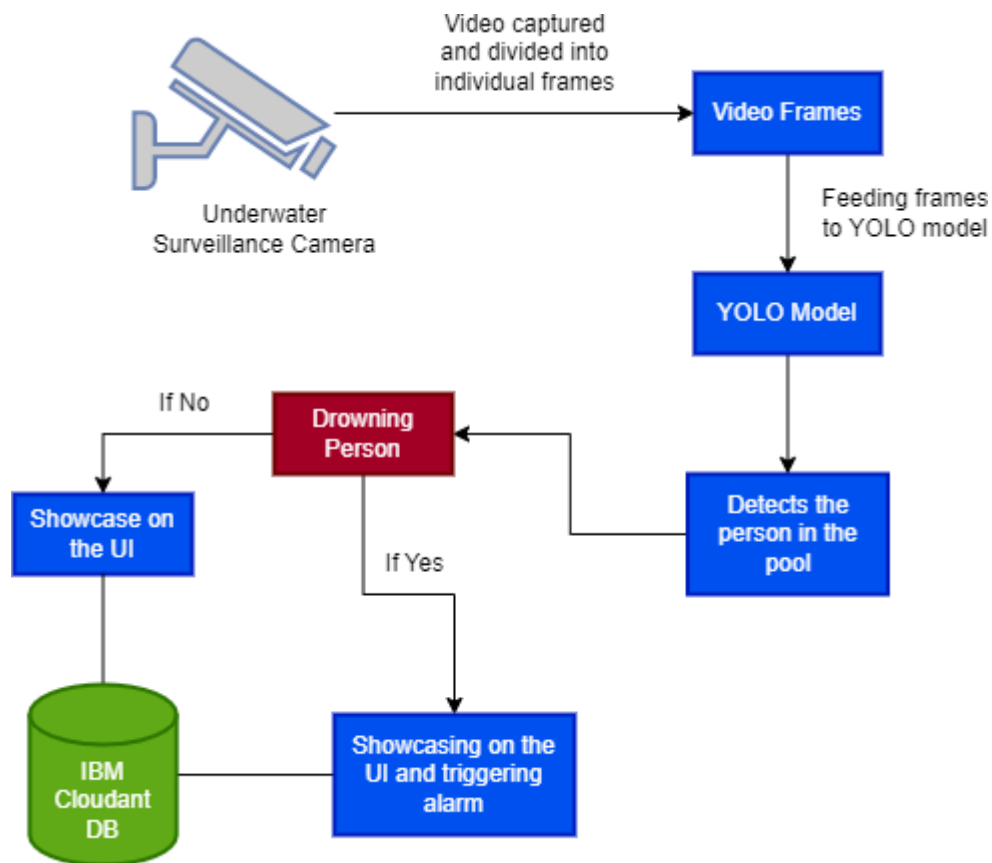 Video captured
and divided into
individual frames
Video Frames
Underwater
Surveillance Camera
Feeding frames
to YOLO model
YOLO Model
If No
Drowning
Person
Showcase on
the UI
Detects the
person in the
pool
If Yes
IBM
Cloudant
DB
Showcasing on the
UI and triggering
alarm